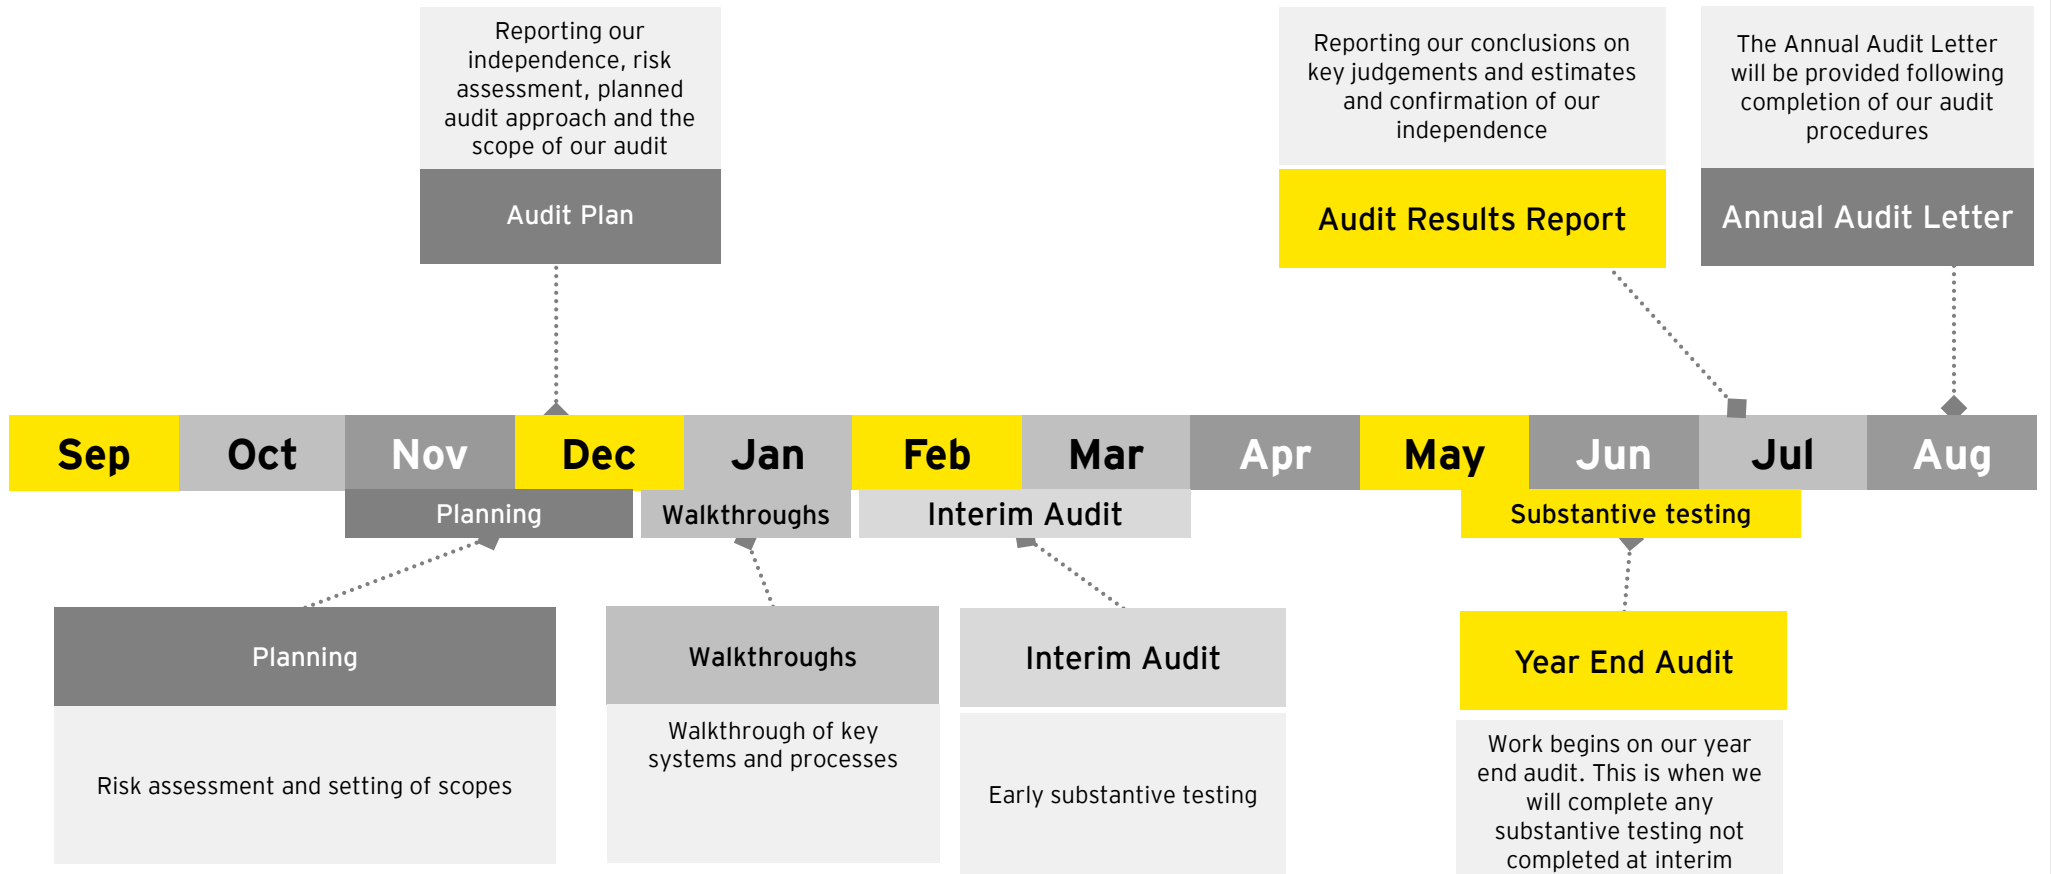 Reporting our
independence, risk
assessment, planned
audit approach and the
scope of our audit
Audit Plan
Reporting our conclusions on
key judgements and estimates
and confirmation of our
independence
Audit Results Report
The Annual Audit Letter
will be provided following
completion of our audit
procedures
Annual Audit Letter
Sep Oct Nov Dec Jan Feb Mar Apr May Jun Jul Aug
Planning Walkthroughs Interim Audit Substantive testing
Planning
Risk assessment and setting of scopes
Walkthroughs
Walkthrough of key
systems and processes
Interim Audit
Early substantive testing
Year End Audit
Work begins on our year
end audit. This is when we
will complete any
substantive testing not
completed at interim